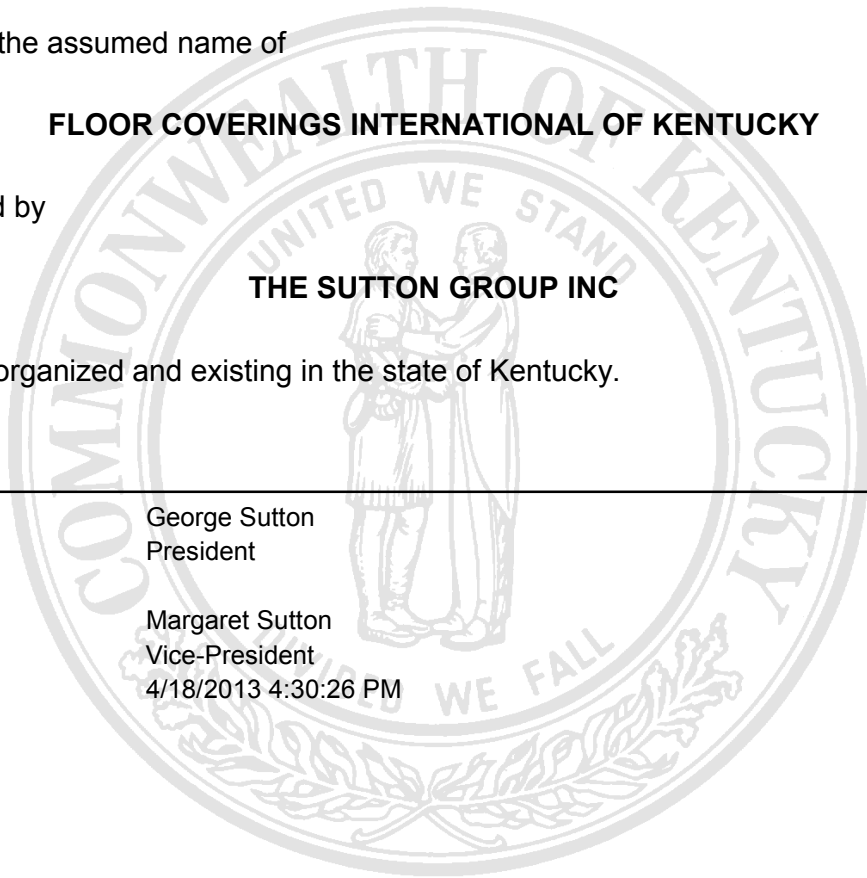 the assumed name of
FLOOR COVERINGS INTERNATIONAL OF KENTUCKY
d by
THE SUTTON GROUP INC
organized and existing in the state of Kentucky.
George Sutton
President
Margaret Sutton
Vice-President
4/18/2013 4:30:26 PM
COMMONWEALTH OF KENTUCKY
UNITED WE STAND
DIVIDED WE FALL